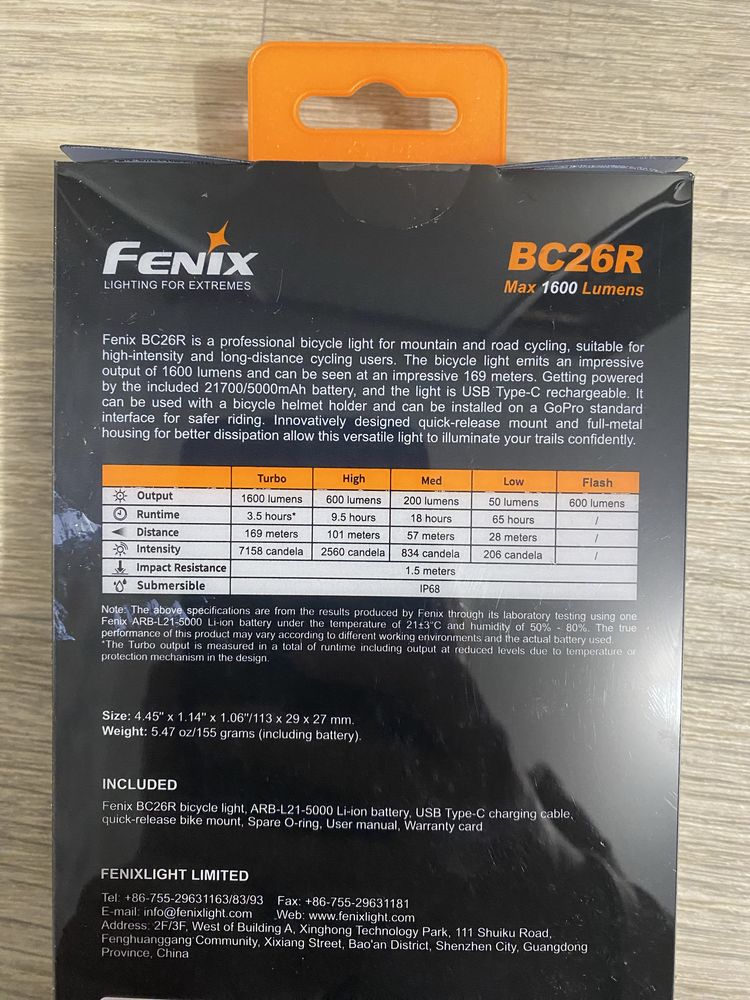 FENIX
LIGHTING FOR EXTREMES
BC26R
Max 1600 Lumens
Fenix BC26R is a professional bicycle light for mountain and road cycling, suitable for
high-intensity and long-distance cycling users. The bicycle light emits an impressive
output of 1600 lumens and can be seen at an impressive 169 meters. Getting powered
by the included 21700/5000mAh battery, and the light is USB Type-C rechargeable. It
can be used with a bicycle helmet holder and can be installed on a GoPro standard
interface for safer riding. Innovatively designed quick-release mount and full-metal
housing for better dissipation allow this versatile light to illuminate your trails confidently.
Turbo High Med Low Flash
Output 1600 lumens 600 lumens 200 lumens 50 lumens 600 lumens
Runtime 3.5 hours* 9.5 hours 18 hours 65 hours /
Distance 169 meters 101 meters 57 meters 28 meters /
Intensity 7158 candela 2560 candela 834 candela 206 candela /
Impact Resistance 1.5 meters
Submersible IP68
Note: The above specifications are from the results produced by Fenix through its laboratory testing using one
Fenix ARB-L21-5000 Li-ion battery under the temperature of 21±3°C and humidity of 50% - 80%. The true
performance of this product may vary according to different working environments and the actual battery used.
*The Turbo output is measured in a total of runtime including output at reduced levels due to temperature or
protection mechanism in the design.
Size: 4.45" x 1.14" x 1.06"/113 x 29 x 27 mm.
Weight: 5.47 oz/155 grams (including battery).
INCLUDED
Fenix BC26R bicycle light, ARB-L21-5000 Li-ion battery, USB Type-C charging cable,
quick-release bike mount, Spare O-ring, User manual, Warranty card
FENIXLIGHT LIMITED
Tel: +86-755-29631163/83/93 Fax: +86-755-29631181
E-mail: info@fenixlight.com Web: www.fenixlight.com
Address: 2F/3F, West of Building A, Xinghong Technology Park, 111 Shuiku Road,
Fenghuanggang Community, Xixiang Street, Bao'an District, Shenzhen City, Guangdong
Province, China